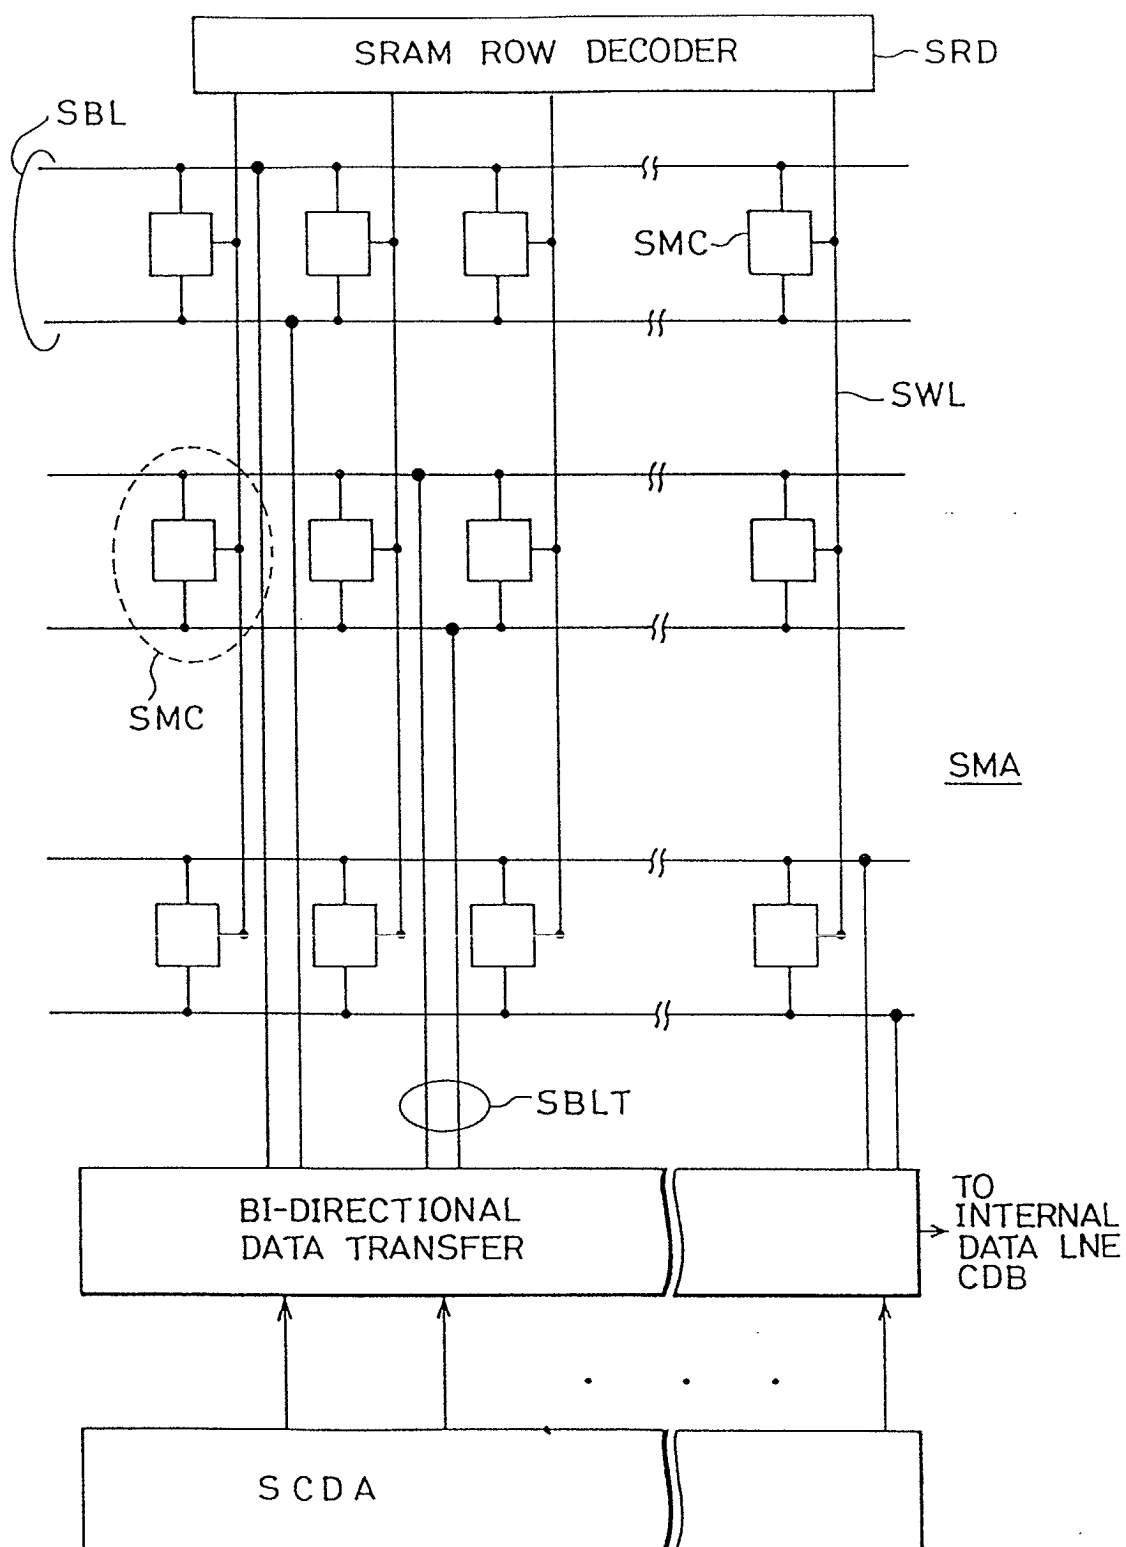 SRAM ROW DECODER
SRD
SBL
SMC
SWL
SMC
SMA
SBLT
BI-DIRECTIONAL
DATA TRANSFER
TO
INTERNAL
DATA LNE
CDB
SCDA